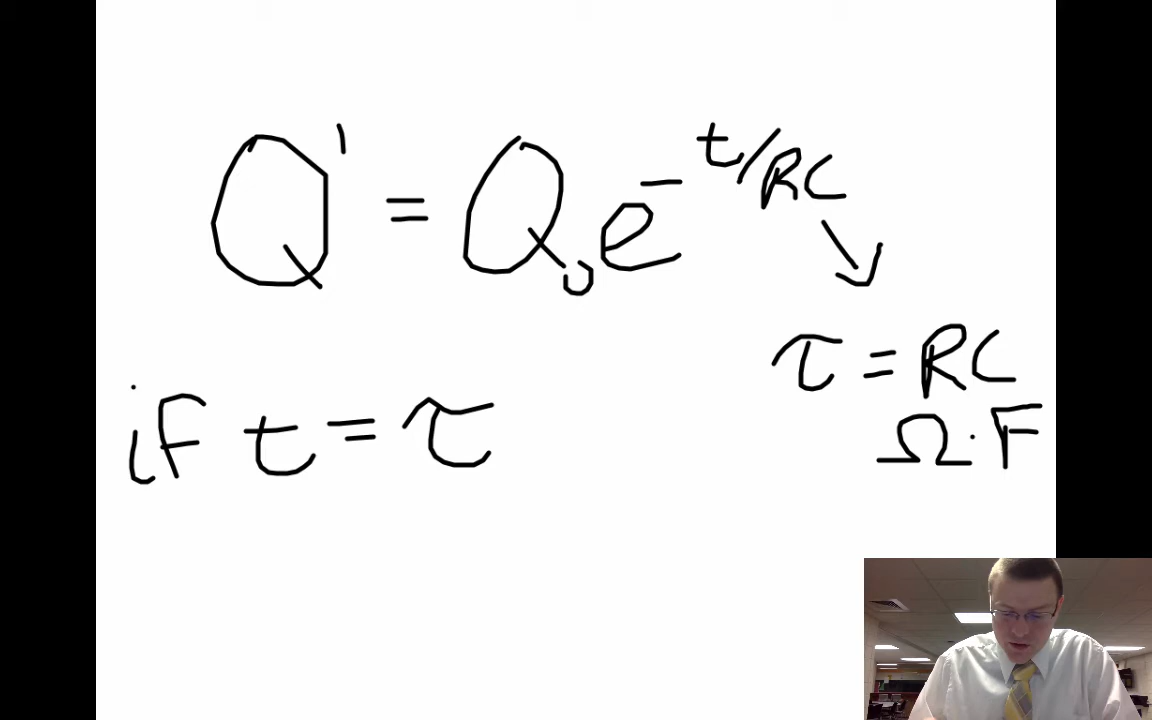 Q' = Q₀e^-t/RC
τ = RC
Ω·F
if t = τ